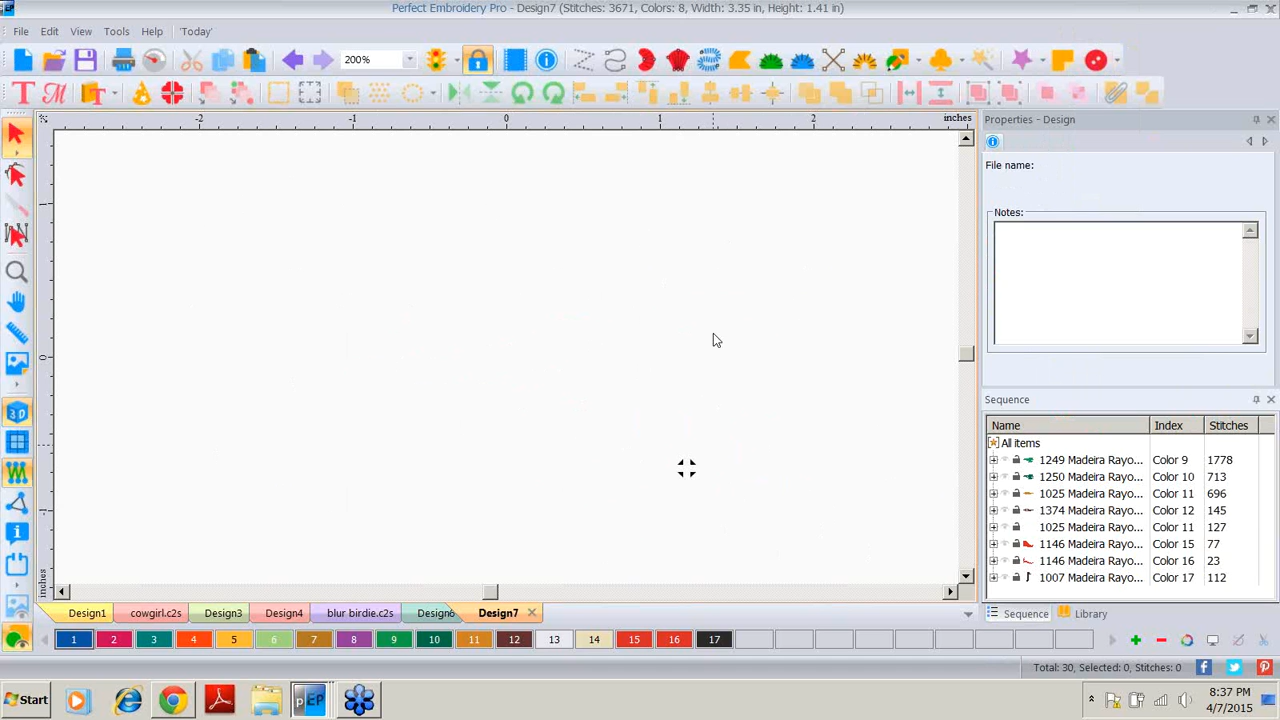 Perfect Embroidery Pro - Design7 (Stitches: 3671, Colors: 8, Width: 3.35 in, Height: 1.41 in)
File Edit View Tools Help 'Today'
200%
-2 -1 0 1 2 inches
Properties - Design
File name:
Notes:
0
inches
Sequence
Name Index Stitches
All items
1249 Madeira Rayo... Color 9 1778
1250 Madeira Rayo... Color 10 713
1025 Madeira Rayo... Color 11 696
1374 Madeira Rayo... Color 12 145
1025 Madeira Rayo... Color 11 127
1146 Madeira Rayo... Color 15 77
1146 Madeira Rayo... Color 16 23
1007 Madeira Rayo... Color 17 112
Design1 cowgirl.c2s Design3 Design4 blur birdie.c2s Design6 Design7
Sequence Library
1 2 3 4 5 6 7 8 9 10 11 12 13 14 15 16 17
Total: 30, Selected: 0, Stitches: 0
Start
pEP
8:37 PM
4/7/2015